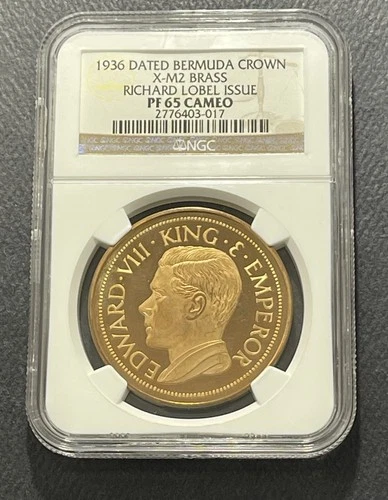 1936 DATED BERMUDA CROWN
X-M2 BRASS
RICHARD LOBEL ISSUE
PF 65 CAMEO
2776403-017
NGC
EDWARD·VIII·KING·&·EMPEROR